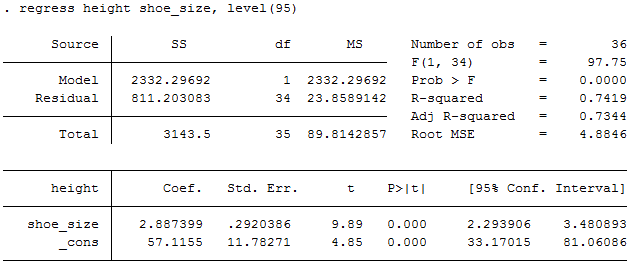 . regress height shoe_size, level(95)
Source SS df MS Number of obs = 36
F(1, 34) = 97.75
Model 2332.29692 1 2332.29692 Prob > F = 0.0000
Residual 811.203083 34 23.8589142 R-squared = 0.7419
Adj R-squared = 0.7344
Total 3143.5 35 89.8142857 Root MSE = 4.8846
height Coef. Std. Err. t P>|t| [95% Conf. Interval]
shoe_size 2.887399 .2920386 9.89 0.000 2.293906 3.480893
_cons 57.1155 11.78271 4.85 0.000 33.17015 81.06086